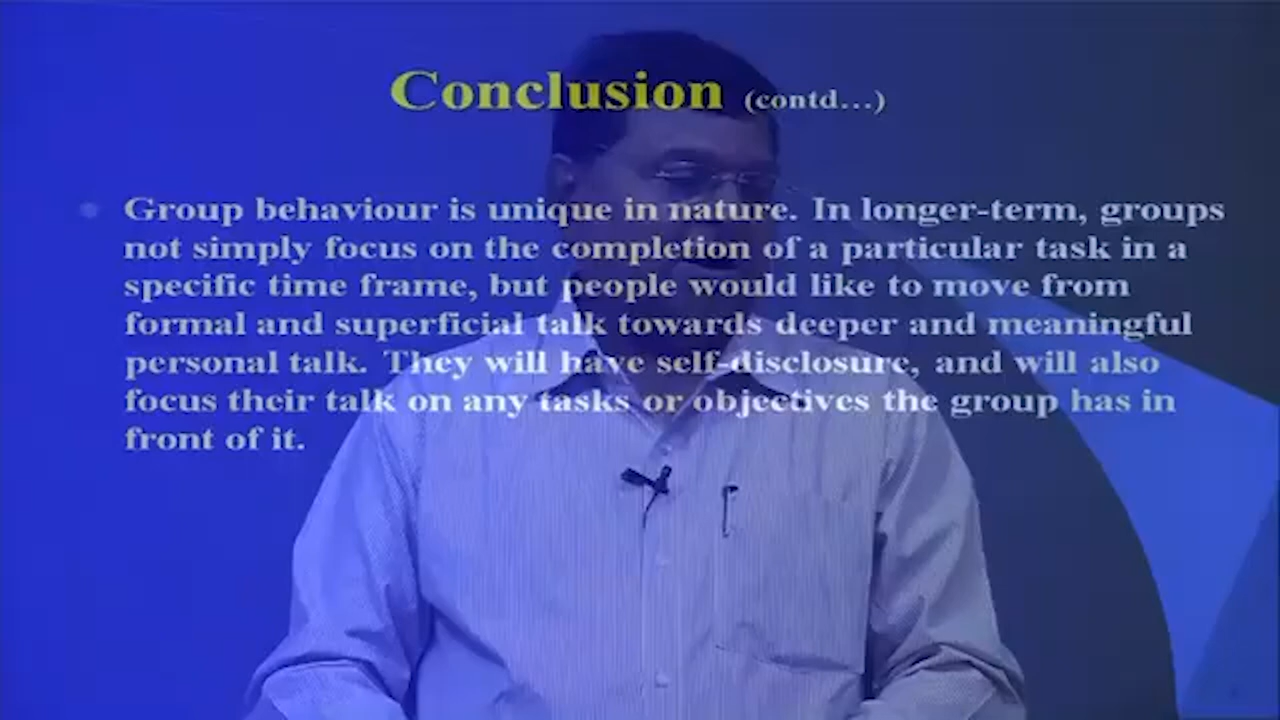 Conclusion (contd...)
Group behaviour is unique in nature. In longer-term, groups
not simply focus on the completion of a particular task in a
specific time frame, but people would like to move from
formal and superficial talk towards deeper and meaningful
personal talk. They will have self-disclosure, and will also
focus their talk on any tasks or objectives the group has in
front of it.